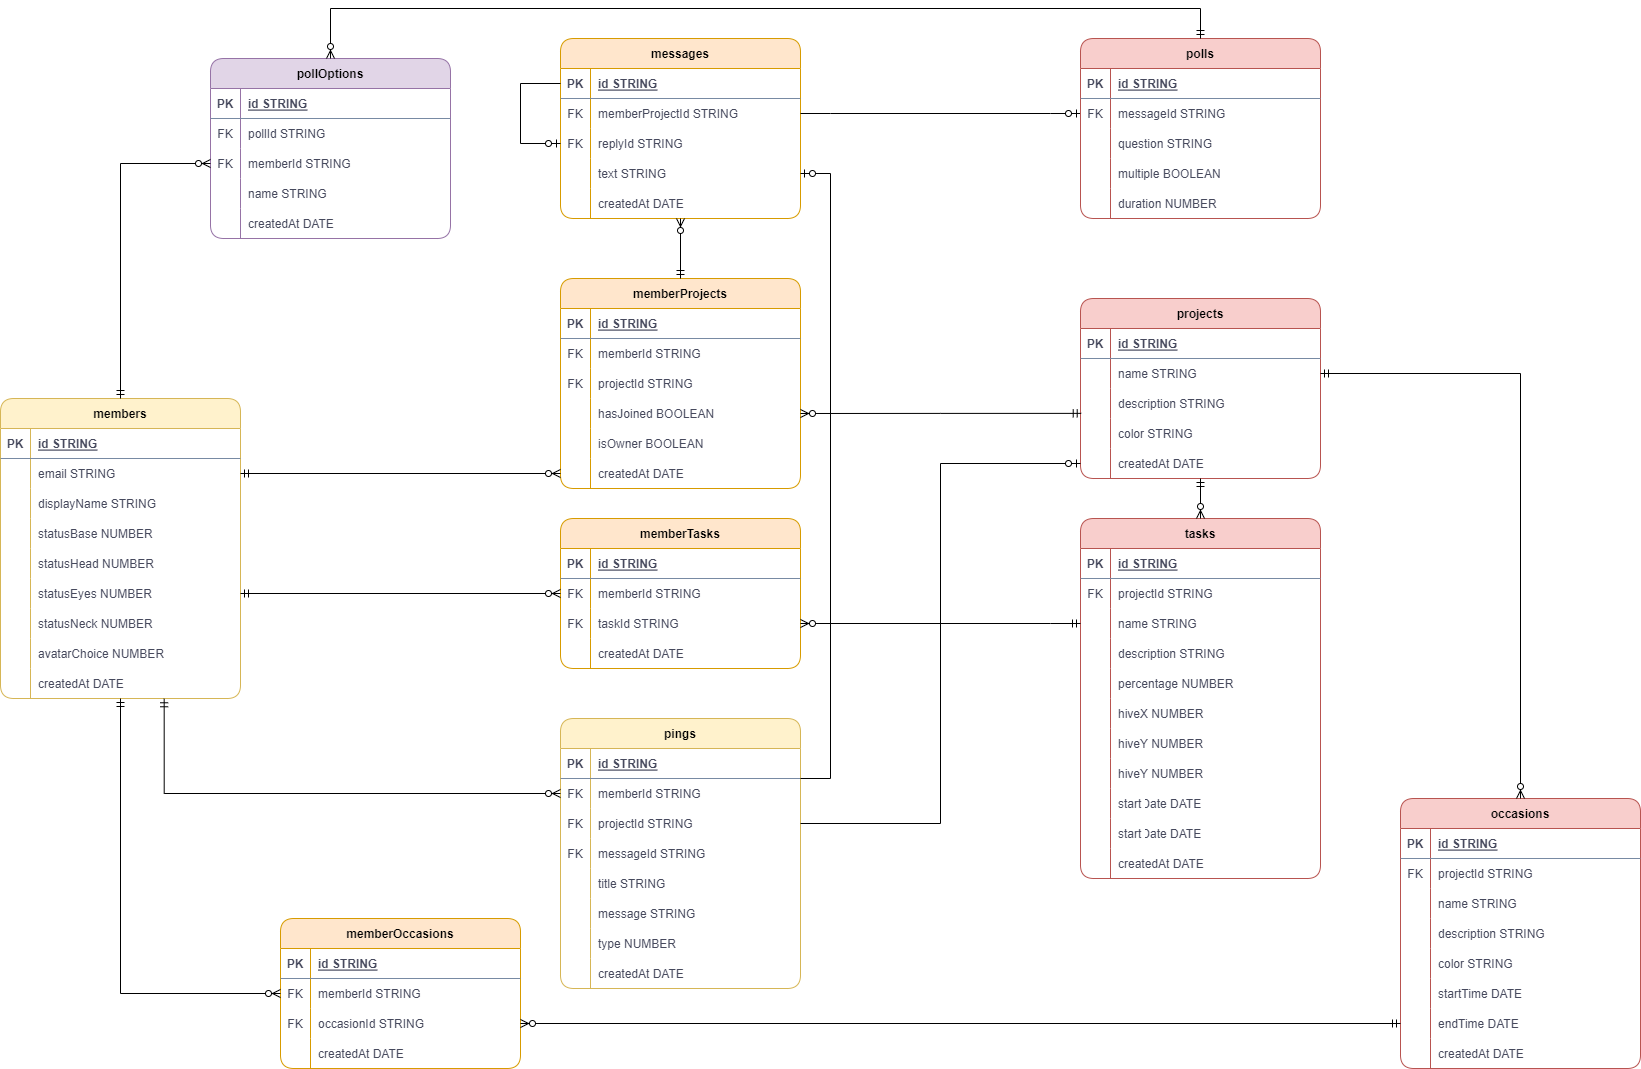 pollOptions
PK id STRING
FK pollId STRING
FK memberId STRING
name STRING
createdAt DATE
messages
PK id STRING
FK memberProjectId STRING
FK replyId STRING
text STRING
createdAt DATE
polls
PK id STRING
FK messageId STRING
question STRING
multiple BOOLEAN
duration NUMBER
memberProjects
PK id STRING
FK memberId STRING
FK projectId STRING
hasJoined BOOLEAN
isOwner BOOLEAN
createdAt DATE
projects
PK id STRING
name STRING
description STRING
color STRING
createdAt DATE
members
PK id STRING
email STRING
displayName STRING
statusBase NUMBER
statusHead NUMBER
statusEyes NUMBER
statusNeck NUMBER
avatarChoice NUMBER
createdAt DATE
memberTasks
PK id STRING
FK memberId STRING
FK taskId STRING
createdAt DATE
tasks
PK id STRING
FK projectId STRING
name STRING
description STRING
percentage NUMBER
hiveX NUMBER
hiveY NUMBER
hiveY NUMBER
startDate DATE
startDate DATE
createdAt DATE
pings
PK id STRING
FK memberId STRING
FK projectId STRING
FK messageId STRING
title STRING
message STRING
type NUMBER
createdAt DATE
occasions
PK id STRING
FK projectId STRING
name STRING
description STRING
color STRING
startTime DATE
endTime DATE
createdAt DATE
memberOccasions
PK id STRING
FK memberId STRING
FK occasionId STRING
createdAt DATE